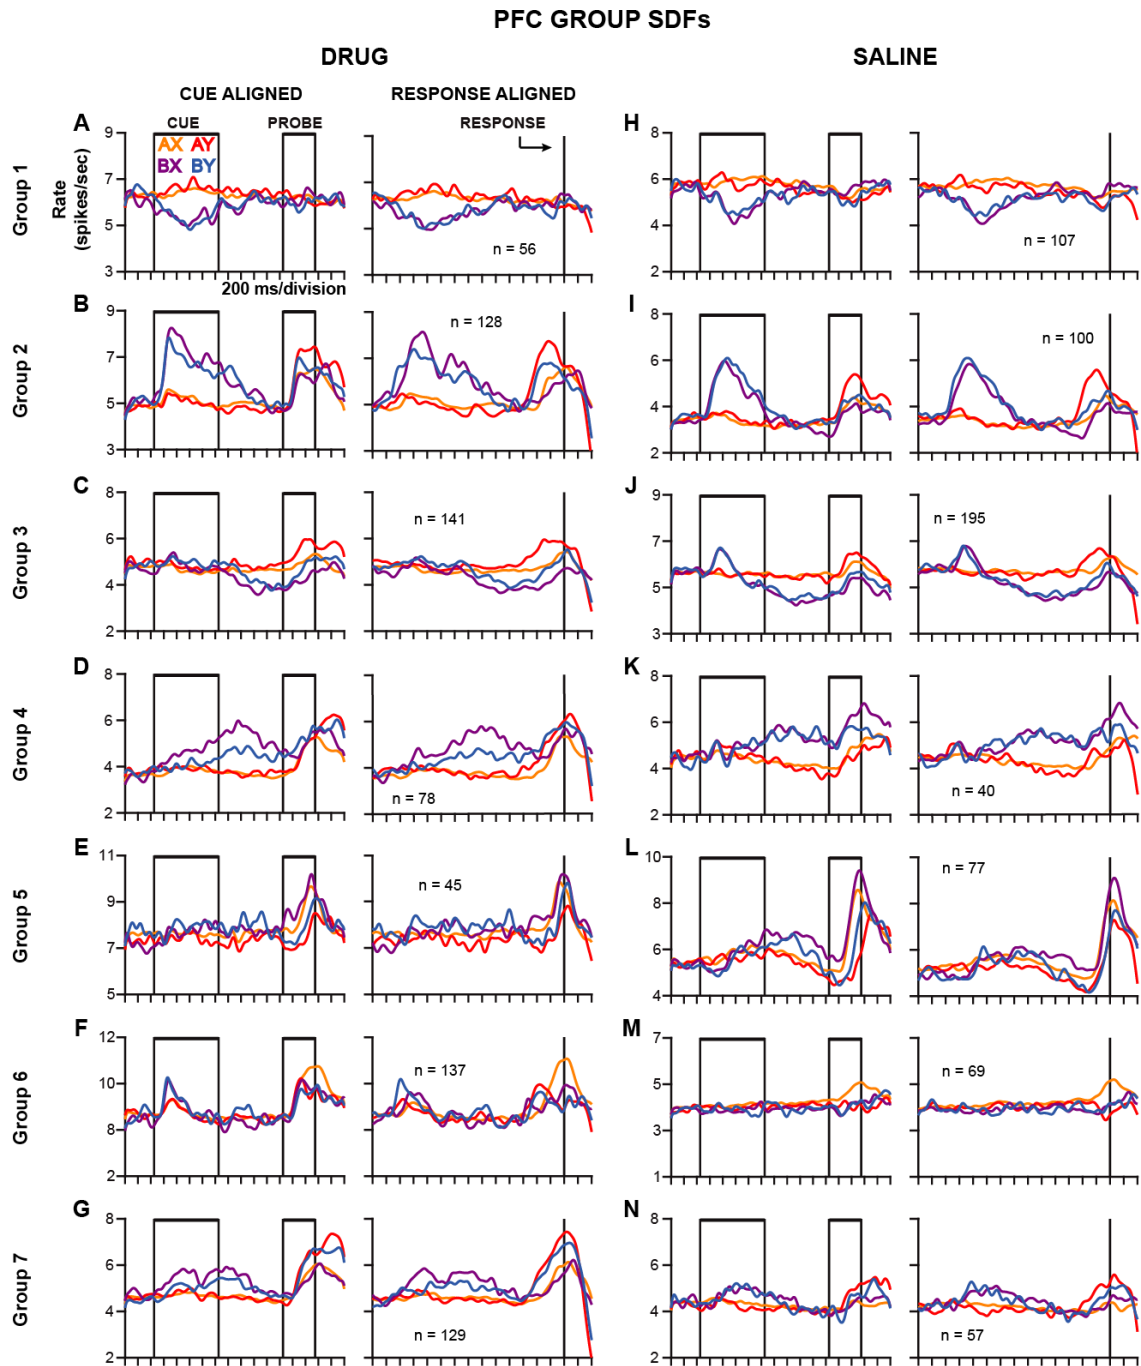 PFC GROUP SDFs
DRUG
SALINE
CUE ALIGNED
RESPONSE ALIGNED
Group 1
A
CUE
PROBE
RESPONSE
AX AY
BX BY
Rate
(spikes/sec)
9
7
5
3
n = 56
200 ms/division
H
8
6
4
2
n = 107
Group 2
B
9
7
5
3
n = 128
I
8
6
4
2
n = 100
Group 3
C
8
6
4
2
n = 141
J
9
7
5
3
n = 195
Group 4
D
8
6
4
2
n = 78
K
8
6
4
2
n = 40
Group 5
E
11
9
7
5
n = 45
L
10
8
6
4
n = 77
Group 6
F
12
10
8
2
n = 137
M
7
5
3
1
n = 69
Group 7
G
8
6
4
2
n = 129
N
8
6
4
2
n = 57